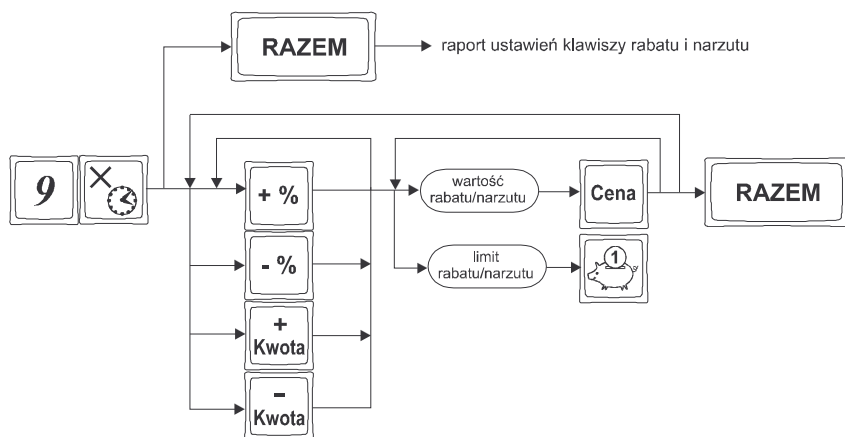 RAZEM
raport ustawień klawiszy rabatu i narzutu
9
×
+ %
wartość
rabatu/narzutu
Cena
RAZEM
- %
limit
rabatu/narzutu
1
+
Kwota
-
Kwota